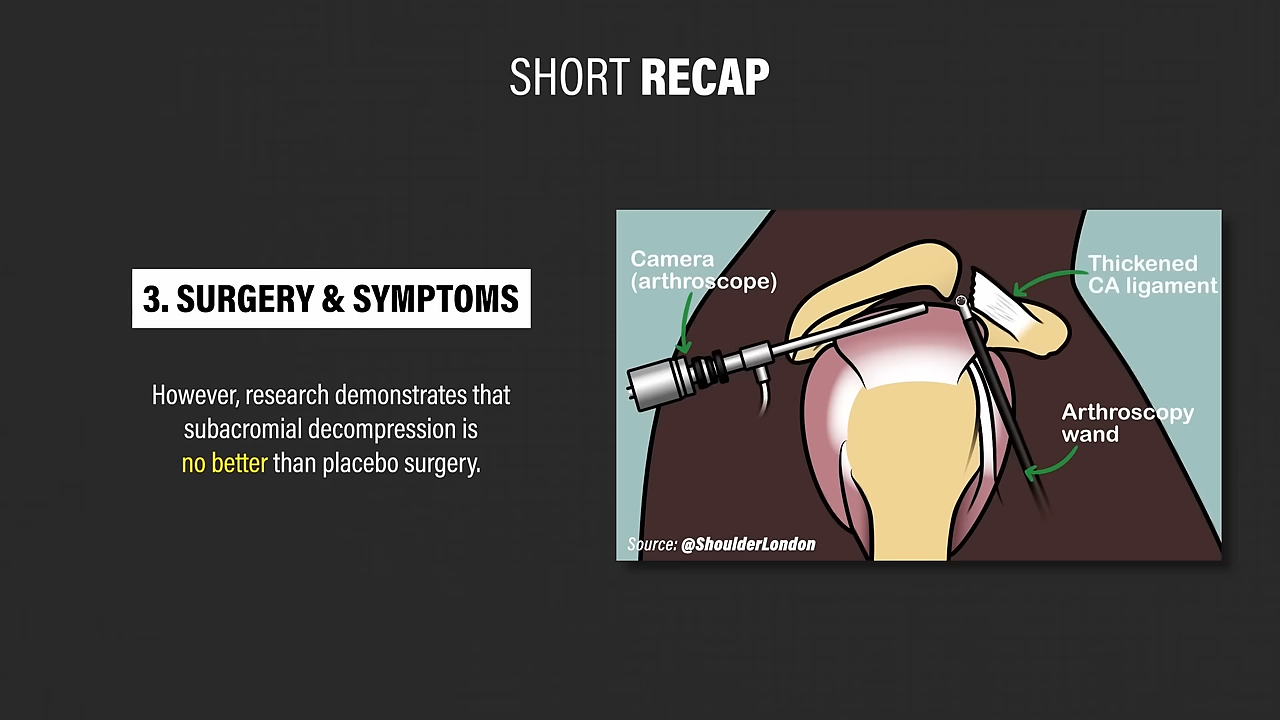 SHORT RECAP
3. SURGERY & SYMPTOMS
However, research demonstrates that
subacromial decompression is
no better than placebo surgery.
Camera
(arthroscope)
Thickened
CA ligament
Arthroscopy
wand
Source: @ShoulderLondon